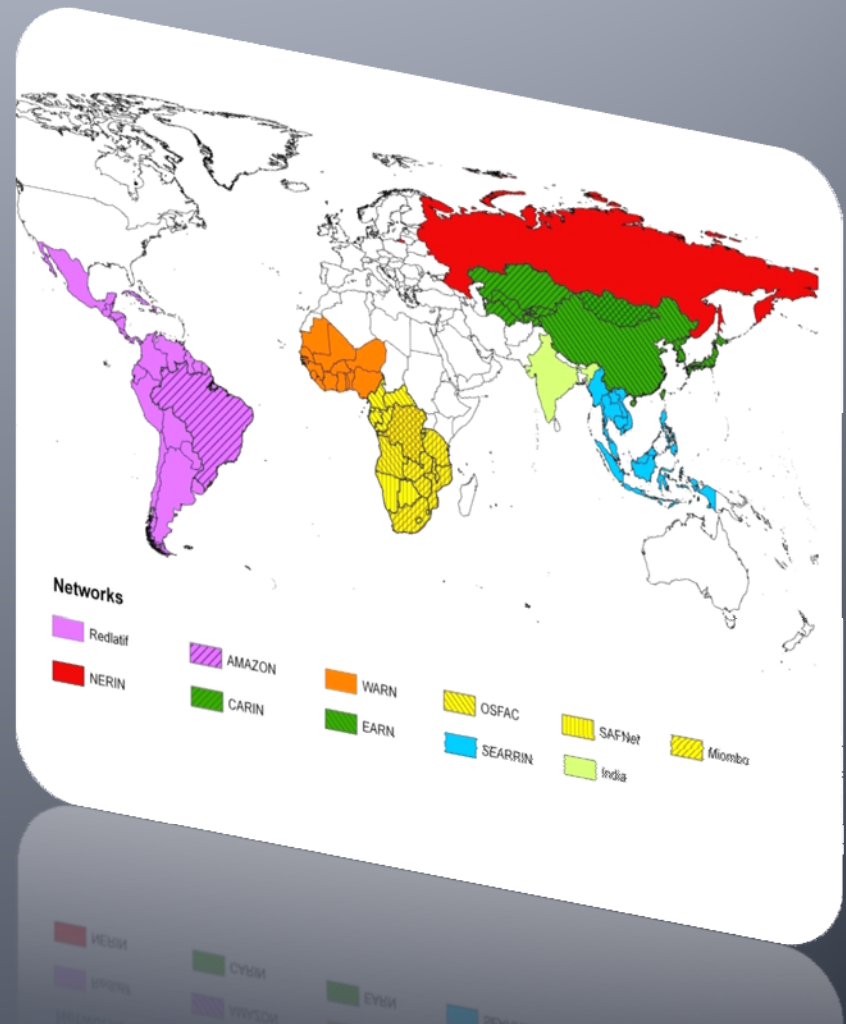 Networks
Redlatif
AMAZON
WARN
OSFAC
SAFNet
Miombo
NERIN
CARIN
EARN
SEARRIN
India